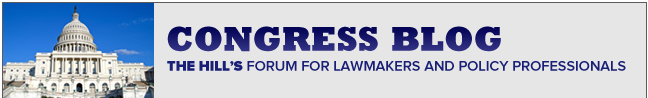 CONGRESS BLOG
THE HILL'S FORUM FOR LAWMAKERS AND POLICY PROFESSIONALS